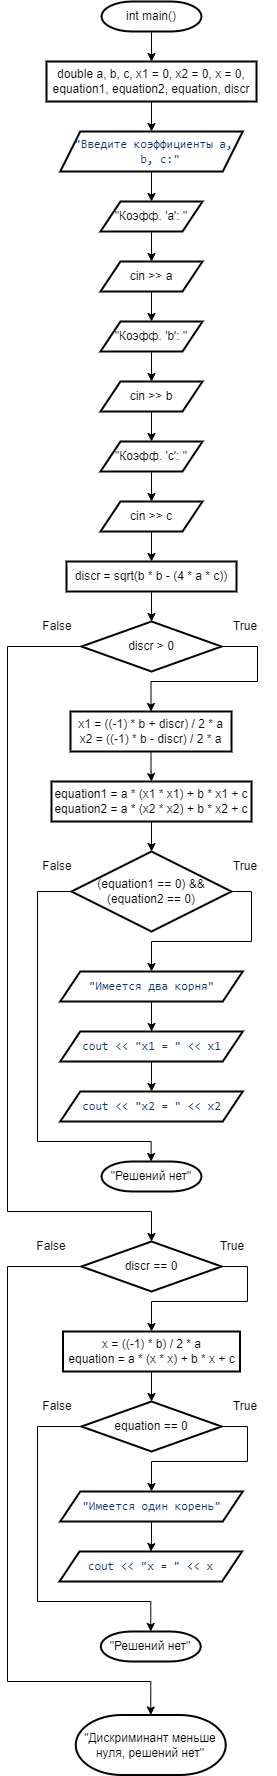 int main()
double a, b, c, x1 = 0, x2 = 0, x = 0,
equation1, equation2, equation, discr
"Введите коэффициенты a,
b, c:"
"Коэфф. 'a': "
cin >> a
"Коэфф. 'b': "
cin >> b
"Коэфф. 'c': "
cin >> c
discr = sqrt(b * b - (4 * a * c))
False
True
discr > 0
x1 = ((-1) * b + discr) / 2 * a
x2 = ((-1) * b - discr) / 2 * a
equation1 = a * (x1 * x1) + b * x1 + c
equation2 = a * (x2 * x2) + b * x2 + c
False
True
(equation1 == 0) &&
(equation2 == 0)
"Имеется два корня"
cout << "x1 = " << x1
cout << "x2 = " << x2
"Решений нет"
False
True
discr == 0
x = ((-1) * b) / 2 * a
equation = a * (x * x) + b * x + c
False
True
equation == 0
"Имеется один корень"
cout << "x = " << x
"Решений нет"
"Дискриминант меньше
нуля, решений нет"